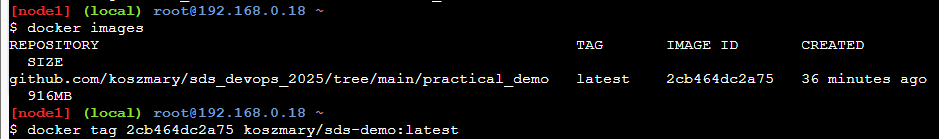 [node1] (local) root@192.168.0.18 ~
$ docker images
REPOSITORY                                                TAG       IMAGE ID       CREATED
  SIZE
github.com/koszmary/sds_devops_2025/tree/main/practical_demo   latest    2cb464dc2a75   36 minutes ago
  916MB
[node1] (local) root@192.168.0.18 ~
$ docker tag 2cb464dc2a75 koszmary/sds-demo:latest